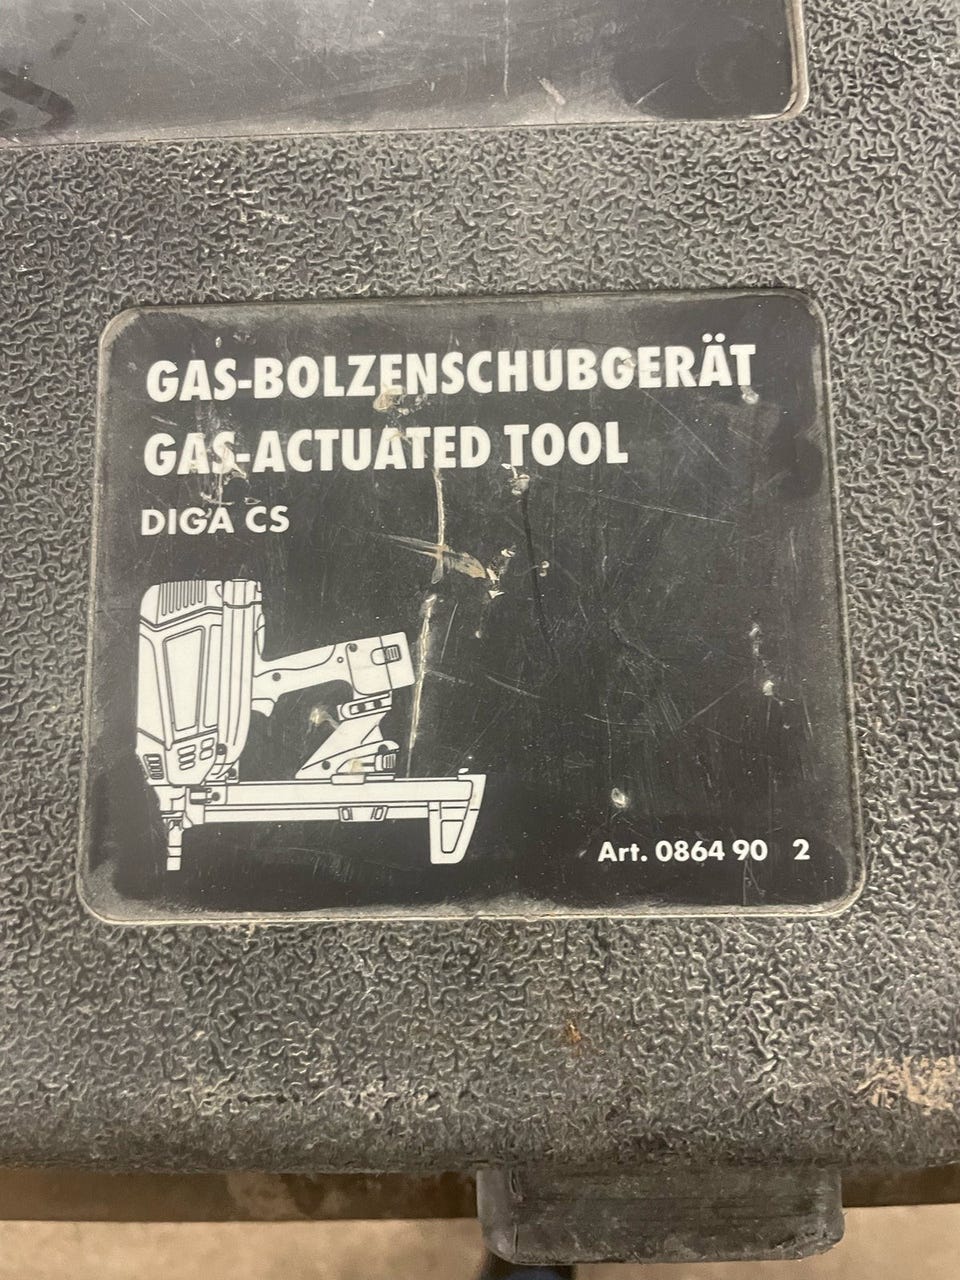 GAS-BOLZENSCHUBGERÄT
GAS-ACTUATED TOOL
DIGA CS
Art. 0864 90 2